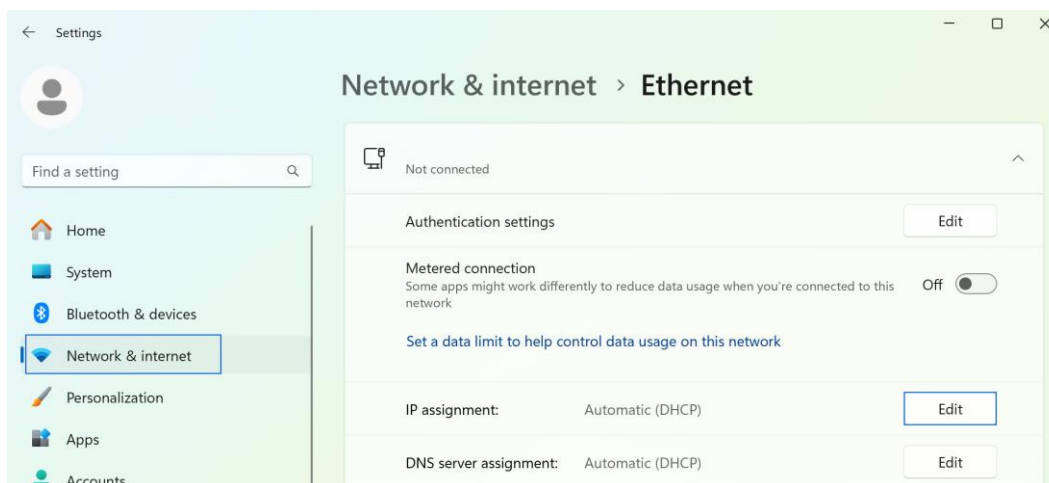 Settings
Network & internet > Ethernet
Find a setting
Not connected
Home
System
Bluetooth & devices
Network & internet
Personalization
Apps
Accounts
Authentication settings
Edit
Metered connection
Some apps might work differently to reduce data usage when you're connected to this
network
Off
Set a data limit to help control data usage on this network
IP assignment: Automatic (DHCP)
Edit
DNS server assignment: Automatic (DHCP)
Edit